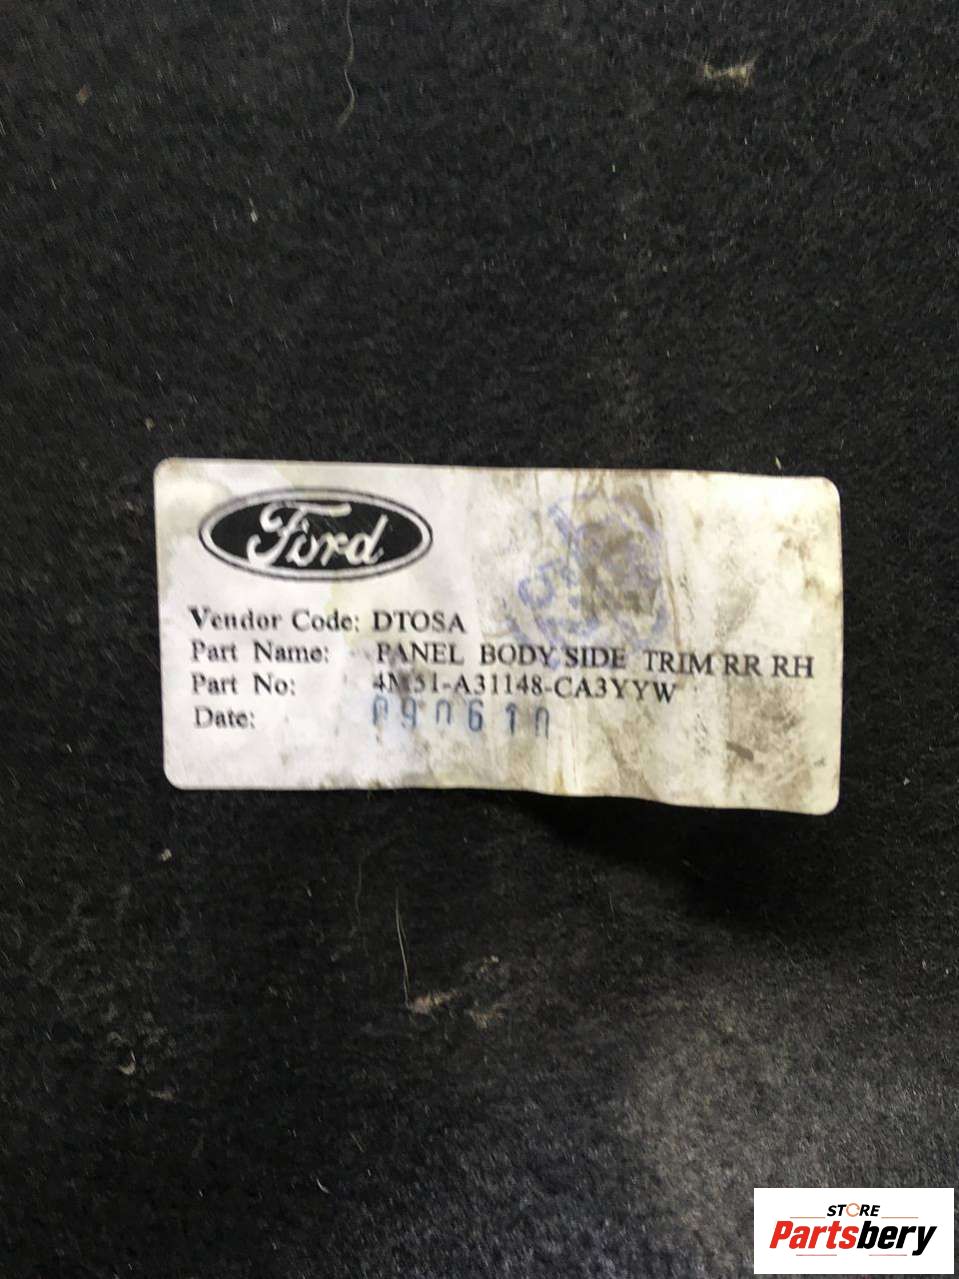 Ford
Vendor Code: DTOSA
Part Name: PANEL BODY SIDE TRIM RR RH
Part No: 4M51-A31148-CA3YYW
Date: 090610
STORE
Partsbery